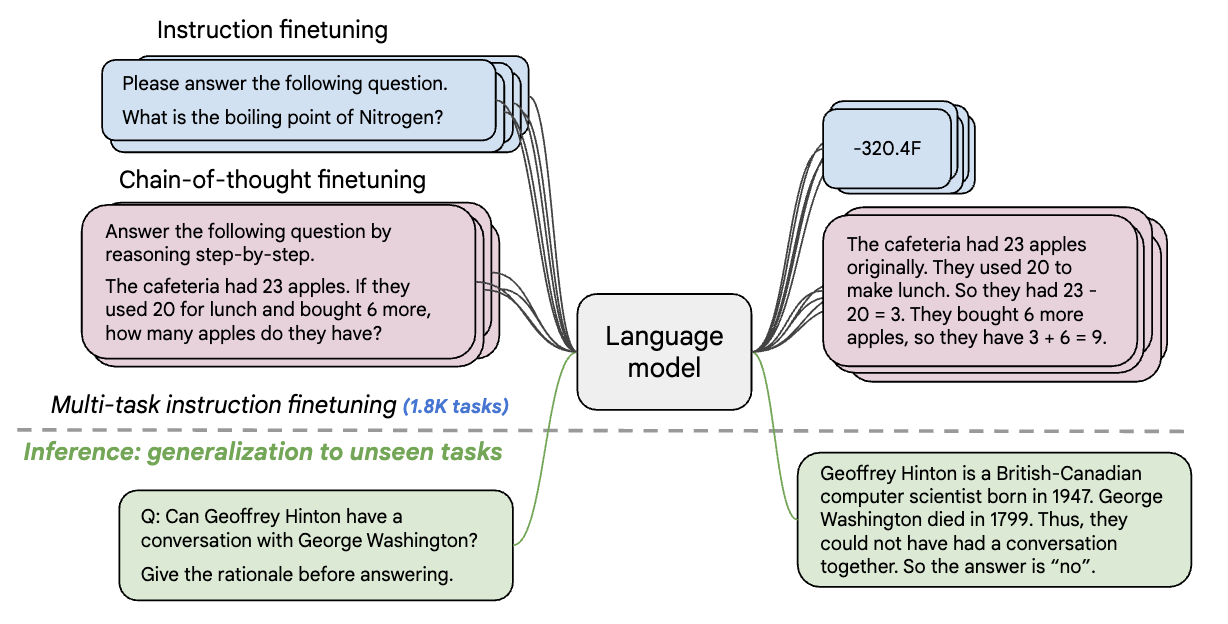 Instruction finetuning
Please answer the following question.
What is the boiling point of Nitrogen?
-320.4F
Chain-of-thought finetuning
Answer the following question by
reasoning step-by-step.
The cafeteria had 23 apples. If they
used 20 for lunch and bought 6 more,
how many apples do they have?
Language
model
The cafeteria had 23 apples
originally. They used 20 to
make lunch. So they had 23 -
20 = 3. They bought 6 more
apples, so they have 3 + 6 = 9.
Multi-task instruction finetuning (1.8K tasks)
Inference: generalization to unseen tasks
Q: Can Geoffrey Hinton have a
conversation with George Washington?
Give the rationale before answering.
Geoffrey Hinton is a British-Canadian
computer scientist born in 1947. George
Washington died in 1799. Thus, they
could not have had a conversation
together. So the answer is “no”.